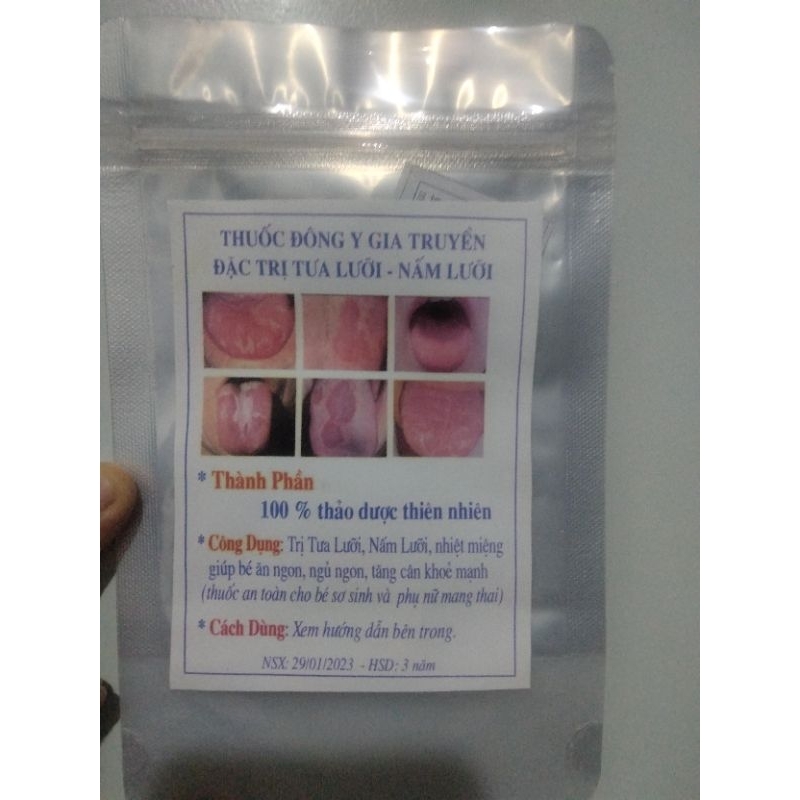 THUỐC ĐÔNG Y GIA TRUYỀN
ĐẶC TRỊ TƯA LƯỠI - NẤM LƯỠI
* Thành Phần
100 % thảo dược thiên nhiên
* Công Dụng: Trị Tưa Lưỡi, Nấm Lưỡi, nhiệt miệng
giúp bé ăn ngon, ngủ ngon, tăng cân khoẻ mạnh
(thuốc an toàn cho bé sơ sinh và phụ nữ mang thai)
* Cách Dùng: Xem hướng dẫn bên trong.
NSX: 29/01/2023 - HSD: 3 năm